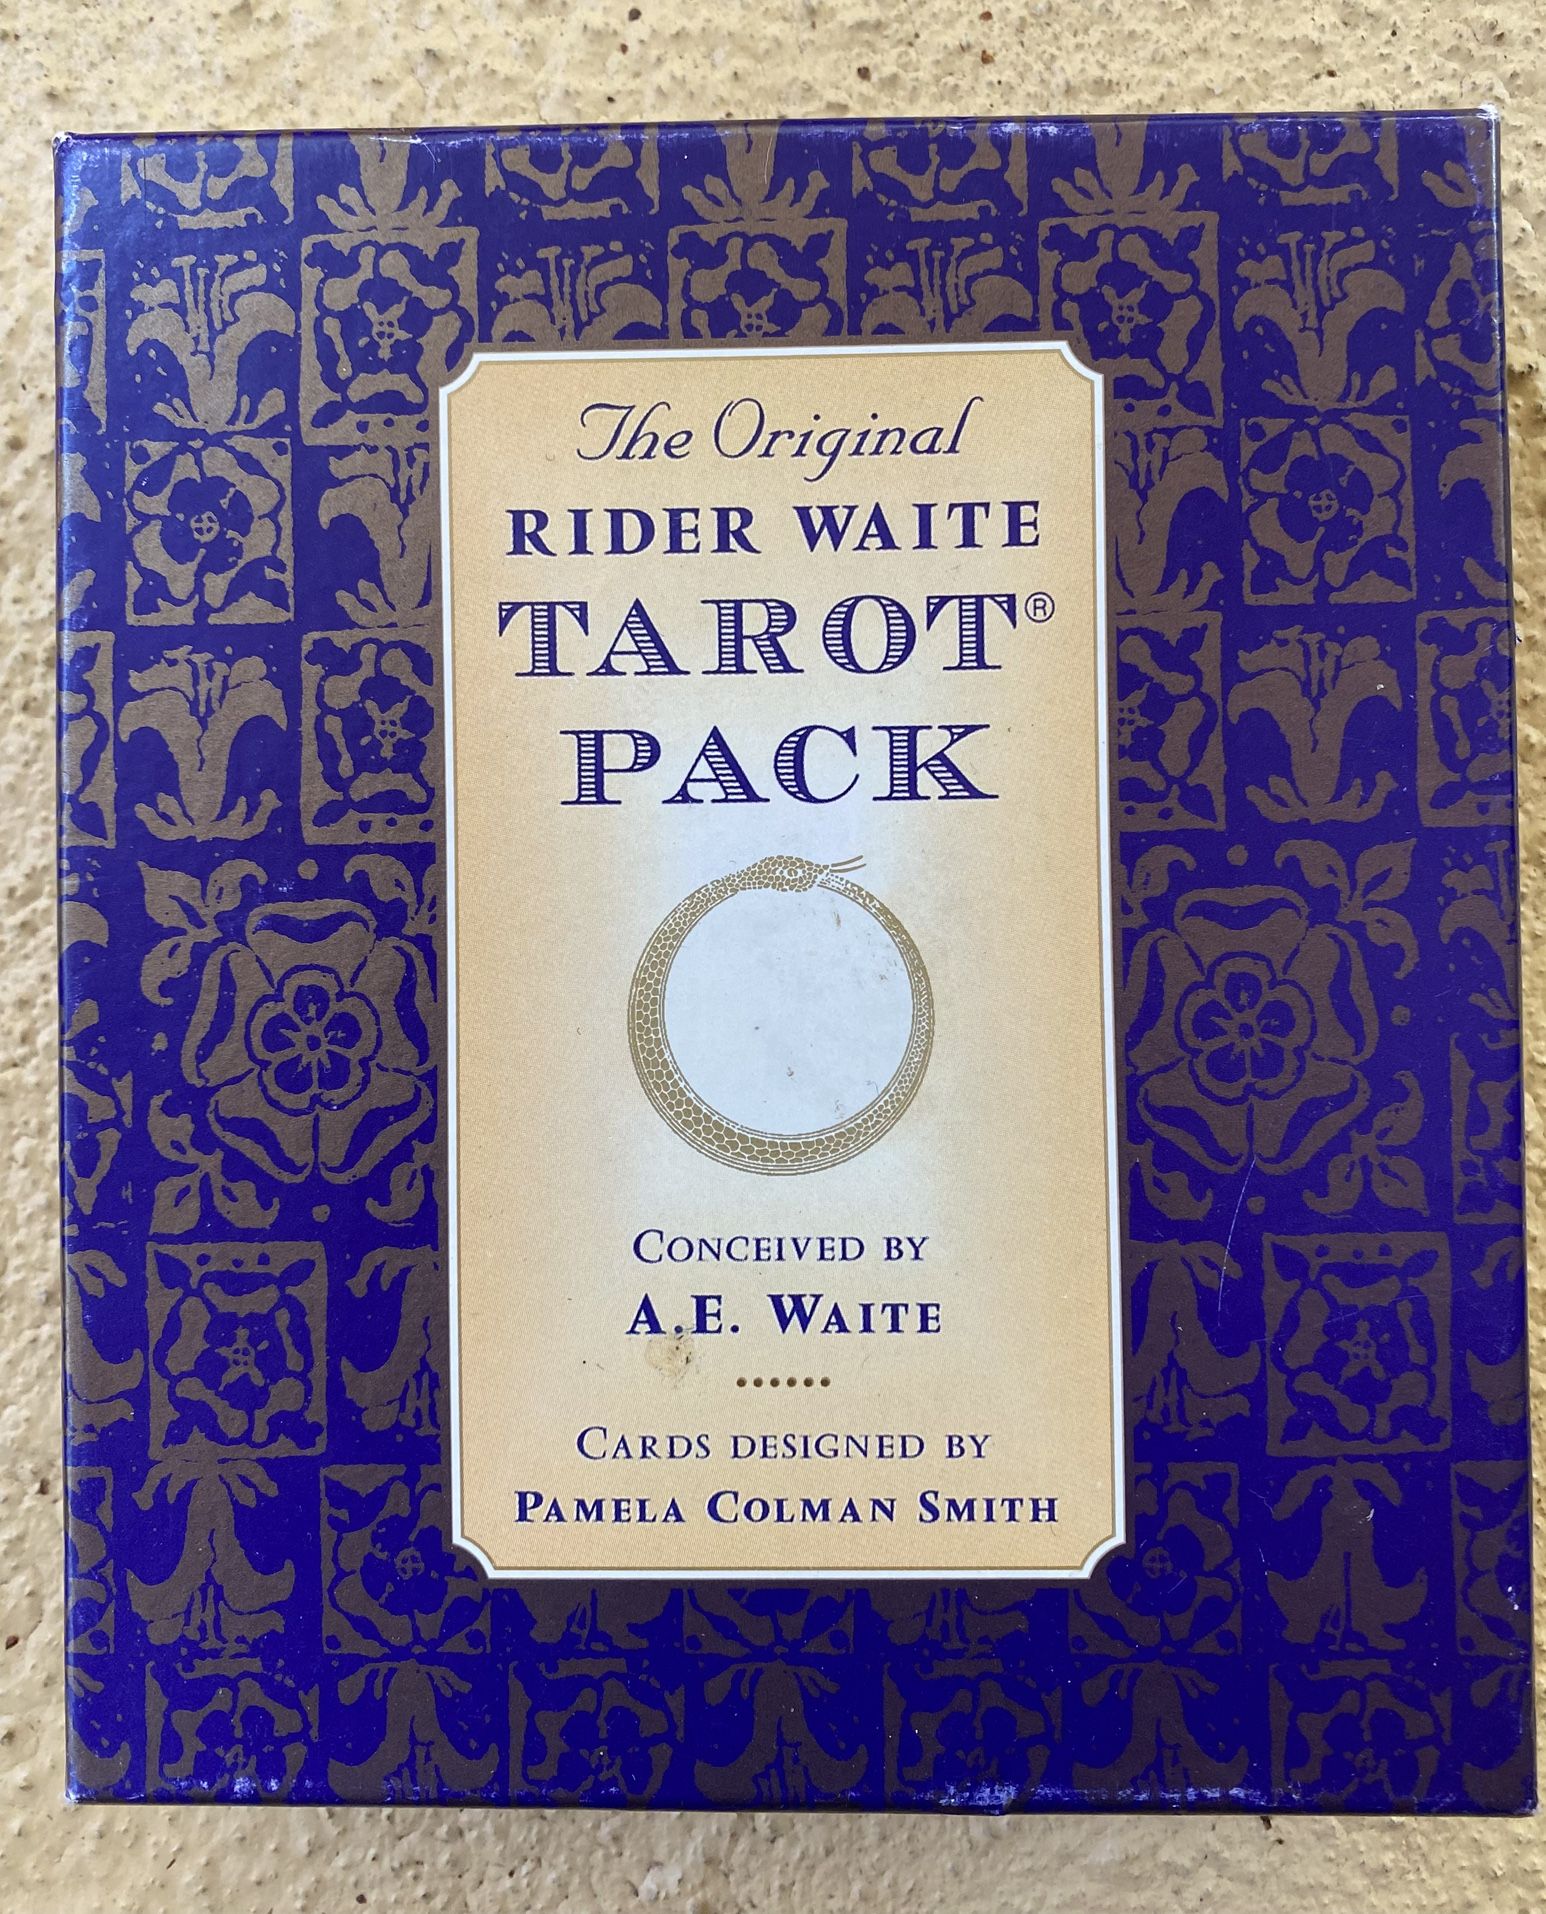 The Original
RIDER WAITE
TAROT®
PACK
CONCEIVED BY
A.E. WAITE
CARDS DESIGNED BY
PAMELA COLMAN SMITH